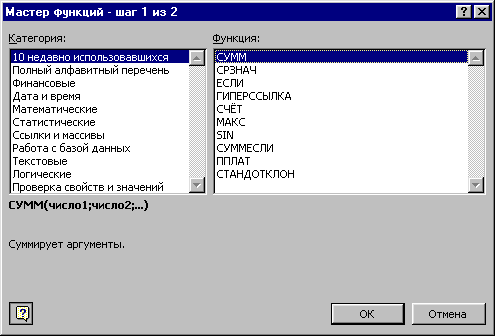 Мастер функций - шаг 1 из 2
Категория:
10 недавно использовавшихся
Полный алфавитный перечень
Финансовые
Дата и время
Математические
Статистические
Ссылки и массивы
Работа с базой данных
Текстовые
Логические
Проверка свойств и значений
Функция:
СУММ
СРЗНАЧ
ЕСЛИ
ГИПЕРССЫЛКА
СЧЁТ
МАКС
SIN
СУММЕСЛИ
ППЛАТ
СТАНДОТКЛОН
СУММ(число1;число2;...)
Суммирует аргументы.
OK
Отмена